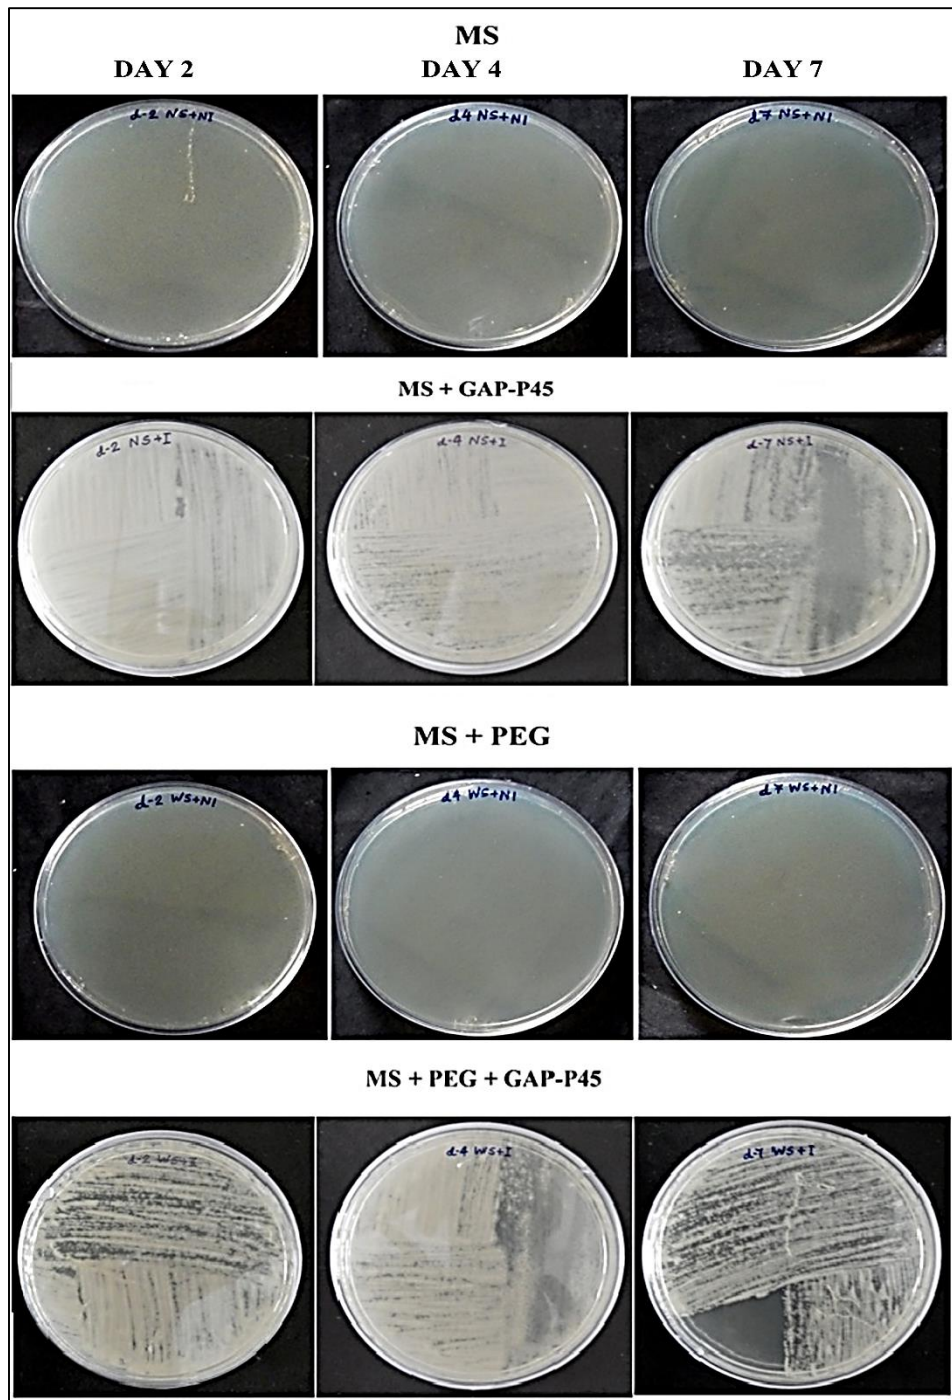 MS
DAY 2 DAY 4 DAY 7
d-2 NS+NI d4 NS+NI d7 NS+NI
MS + GAP-P45
d-2 NS+I d-4 NS+I d-7 NS+I
MS + PEG
d-2 WS+NI d4 WS+NI d7 WS+NI
MS + PEG + GAP-P45
d-2 WS+I d-4 WS+I d-7 WS+I